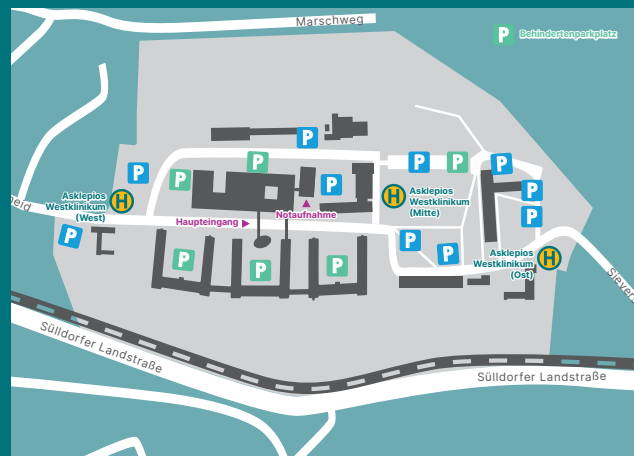 Marschweg
P Behindertenparkplatz
P
P
P
P
P
P
P
P
P
P
Asklepios
Westklinikum
(West)
H
H
Asklepios
Westklinikum
(Mitte)
Haupteingang
Notaufnahme
P
P
P
P
P
P
P
Asklepios
Westklinikum
(Ost)
H
Sülldorfer Landstraße
Sülldorfer Landstraße